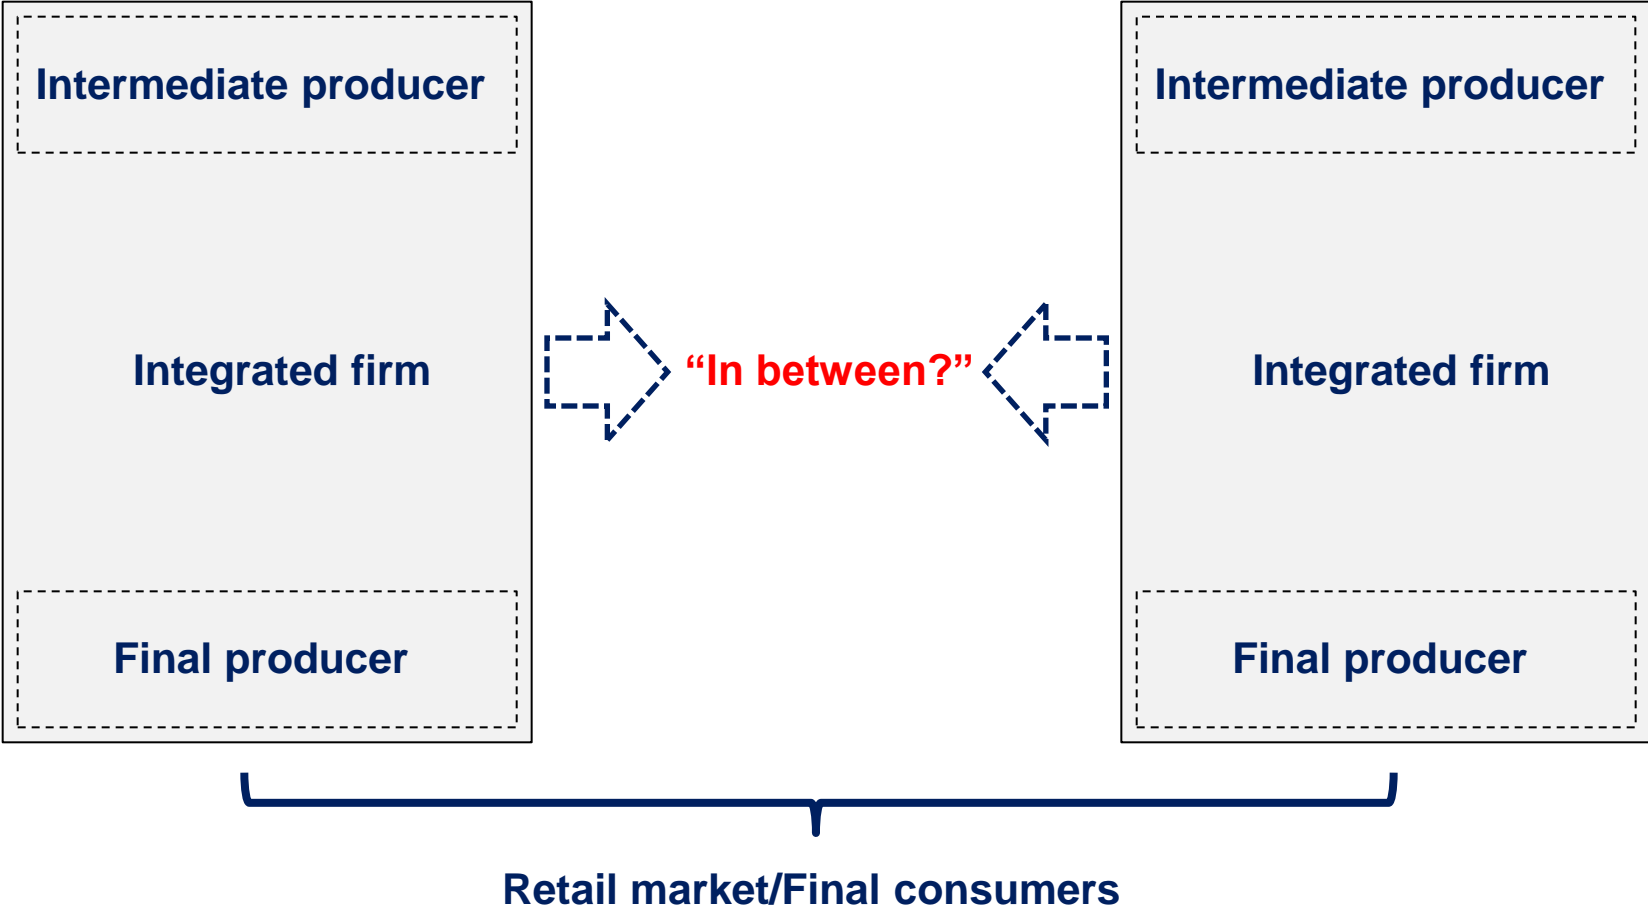 Intermediate producer
Intermediate producer
Integrated firm
“In between?”
Integrated firm
Final producer
Final producer
Retail market/Final consumers